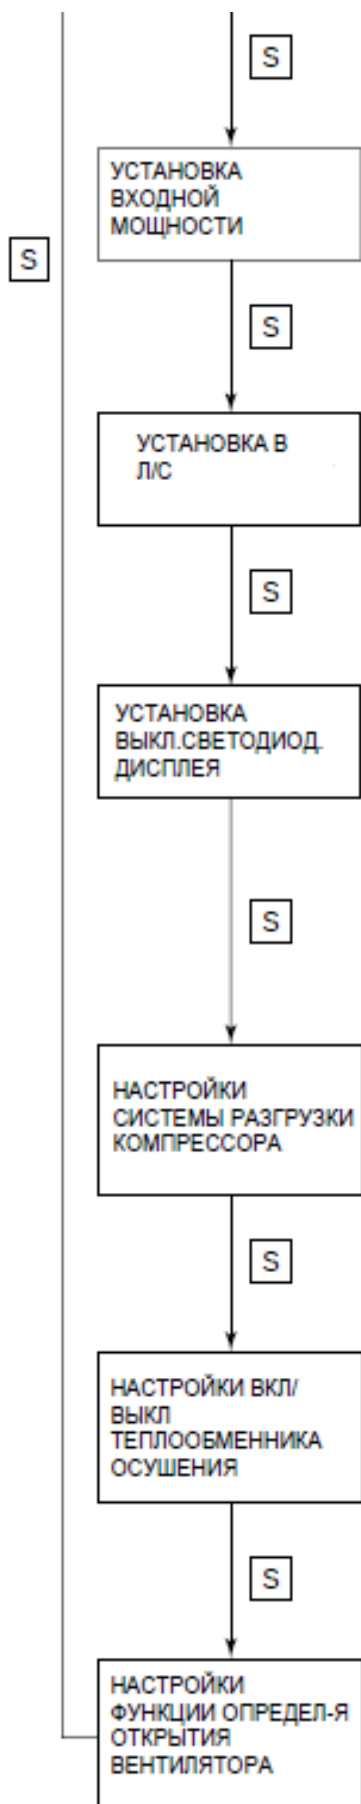 S
УСТАНОВКА
ВХОДНОЙ
МОЩНОСТИ
S
S
УСТАНОВКА В
Л/С
S
УСТАНОВКА
ВЫКЛ.СВЕТОДИОД.
ДИСПЛЕЯ
S
НАСТРОЙКИ
СИСТЕМЫ РАЗГРУЗКИ
КОМПРЕССОРА
S
НАСТРОЙКИ ВКЛ/
ВЫКЛ
ТЕПЛООБМЕННИКА
ОСУШЕНИЯ
S
НАСТРОЙКИ
ФУНКЦИИ ОПРЕДЕЛ-Я
ОТКРЫТИЯ
ВЕНТИЛЯТОРА